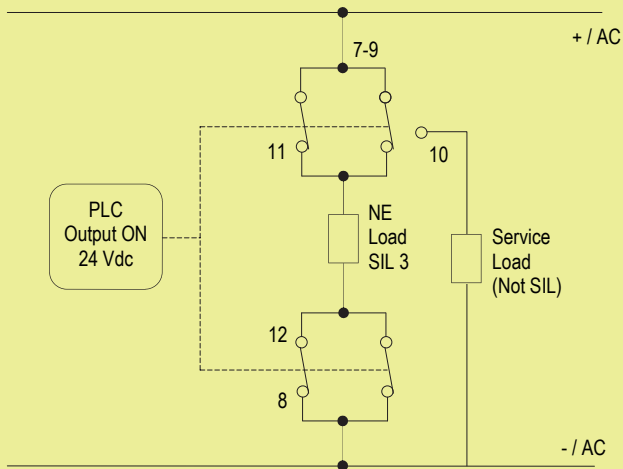 + / AC
7-9
11
10
PLC
Output ON
24 Vdc
NE
Load
SIL 3
Service
Load
(Not SIL)
12
8
- / AC